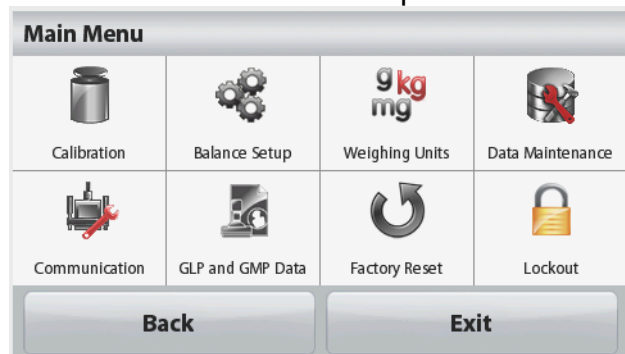 Main Menu
g kg
mg
Calibration Balance Setup Weighing Units Data Maintenance
Communication GLP and GMP Data Factory Reset Lockout
Back Exit